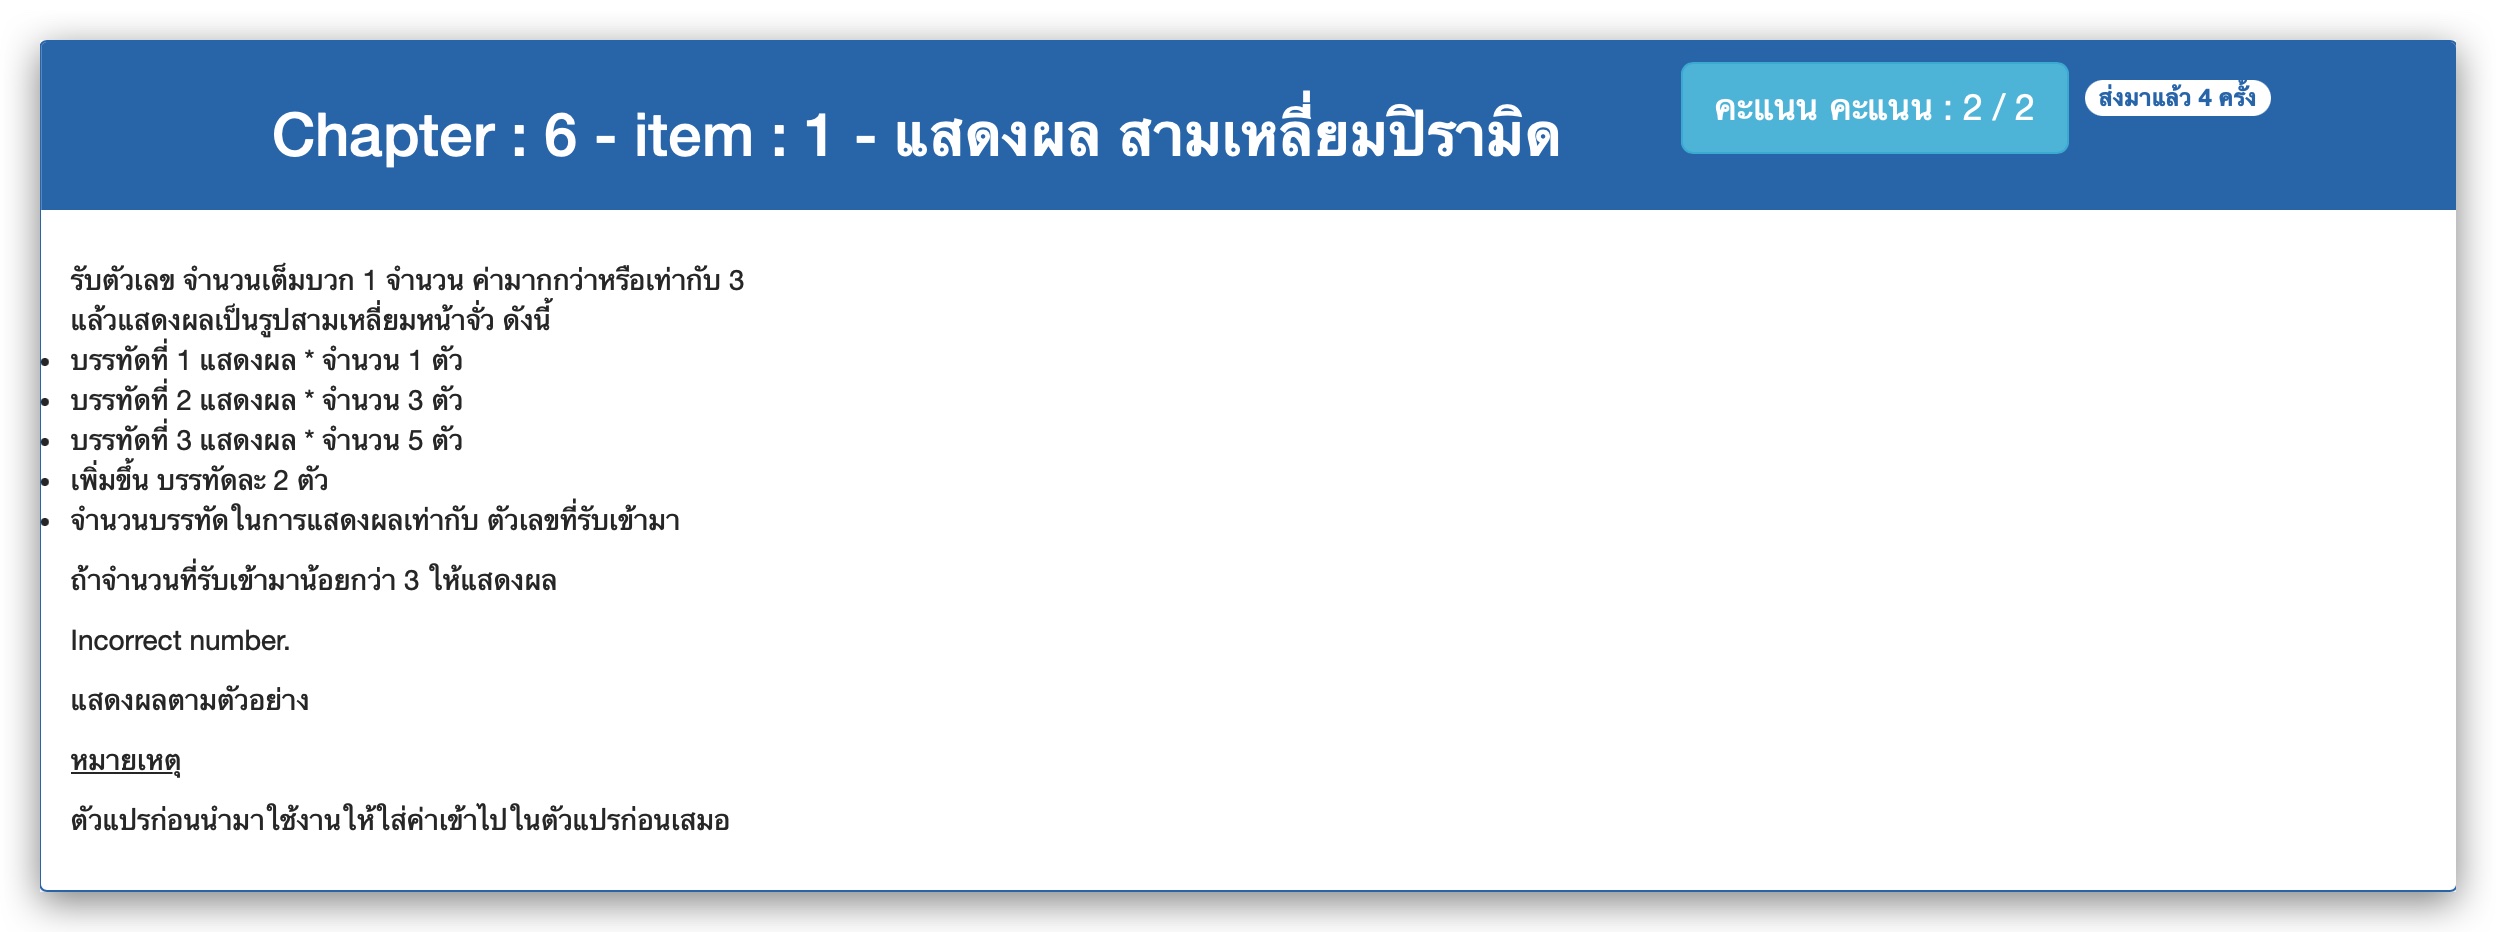 Chapter : 6 - item : 1 - แสดงผล สามเหลี่ยมปิรามิด
คะแนน คะแนน : 2 / 2
ส่งมาแล้ว 4 ครั้ง
รับตัวเลข จำนวนเต็มบวก 1 จำนวน ค่ามากกว่าหรือเท่ากับ 3
แล้วแสดงผลเป็นรูปสามเหลี่ยมหน้าจั่ว ดังนี้
• บรรทัดที่ 1 แสดงผล * จำนวน 1 ตัว
• บรรทัดที่ 2 แสดงผล * จำนวน 3 ตัว
• บรรทัดที่ 3 แสดงผล * จำนวน 5 ตัว
• เพิ่มขึ้น บรรทัดละ 2 ตัว
• จำนวนบรรทัดในการแสดงผลเท่ากับ ตัวเลขที่รับเข้ามา
ถ้าจำนวนที่รับเข้ามาน้อยกว่า 3 ให้แสดงผล
Incorrect number.
แสดงผลตามตัวอย่าง
หมายเหตุ
ตัวแปรก่อนนำมาใช้งานให้ใส่ค่าเข้าไปในตัวแปรก่อนเสมอ